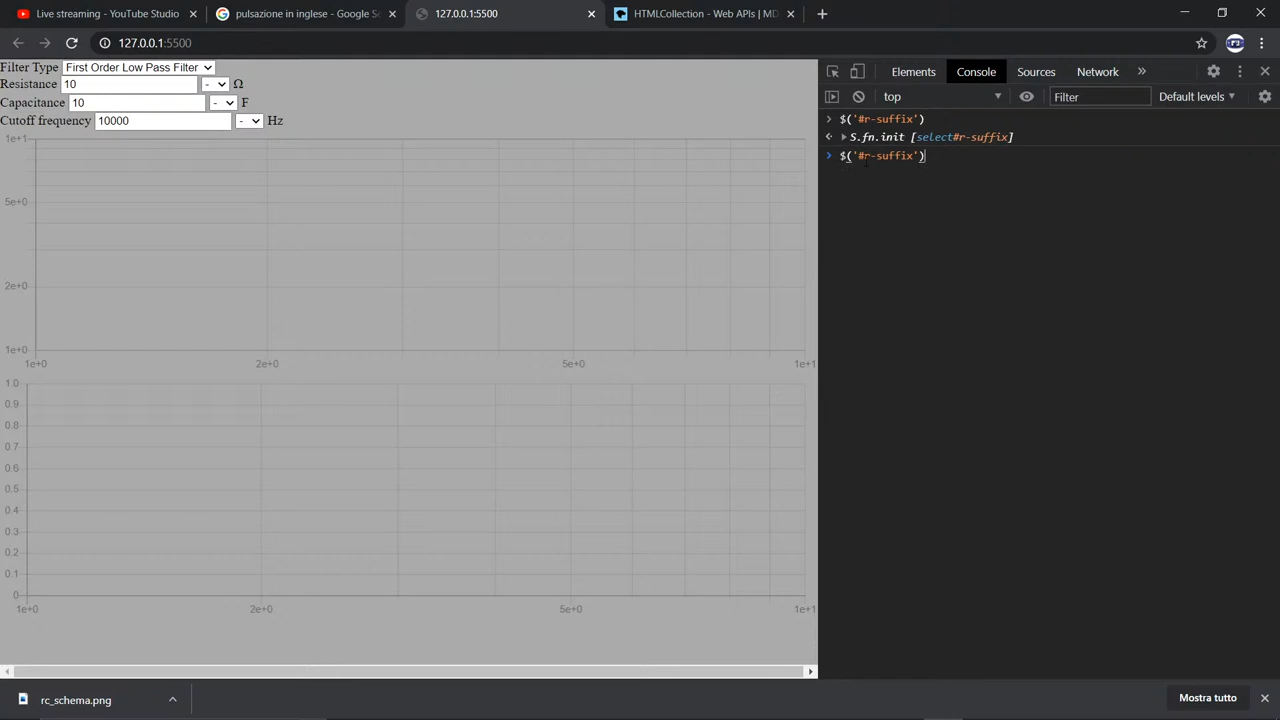 Live streaming - YouTube Studio
pulsazione in inglese - Google Se
127.0.0.1:5500
HTMLCollection - Web APIs | MD
127.0.0.1:5500
Filter Type First Order Low Pass Filter
Resistance 10 - Ω
Capacitance 10 - F
Cutoff frequency 10000 - Hz
1e+1
5e+0
2e+0
1e+0
1e+0 2e+0 5e+0 1e+1
1.0
0.9
0.8
0.7
0.6
0.5
0.4
0.3
0.2
0.1
0
1e+0 2e+0 5e+0 1e+1
Elements Console Sources Network »
top Filter Default levels
$('#r-suffix')
S.fn.init [select#r-suffix]
$('#r-suffix')
rc_schema.png
Mostra tutto